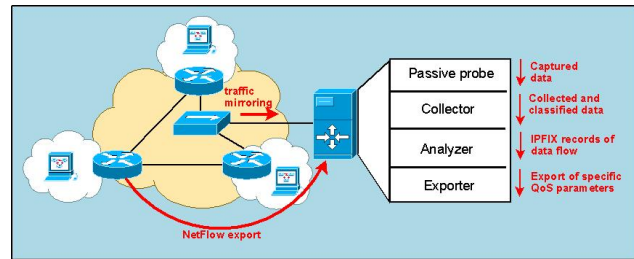 traffic
mirroring
NetFlow export
Passive probe
Collector
Analyzer
Exporter
Captured
data
Collected and
classified data
IPFIX records of
data flow
Export of specific
QoS parameters